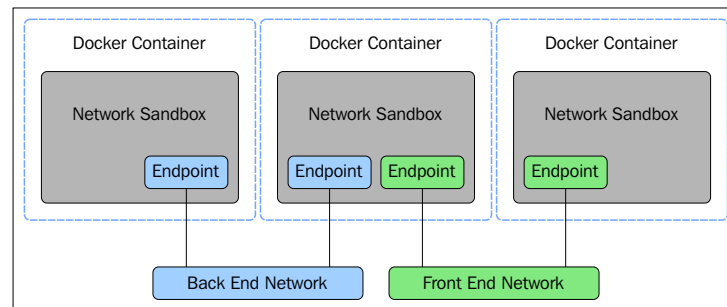 Docker Container
Docker Container
Docker Container
Network Sandbox
Network Sandbox
Network Sandbox
Endpoint
Endpoint
Endpoint
Endpoint
Back End Network
Front End Network